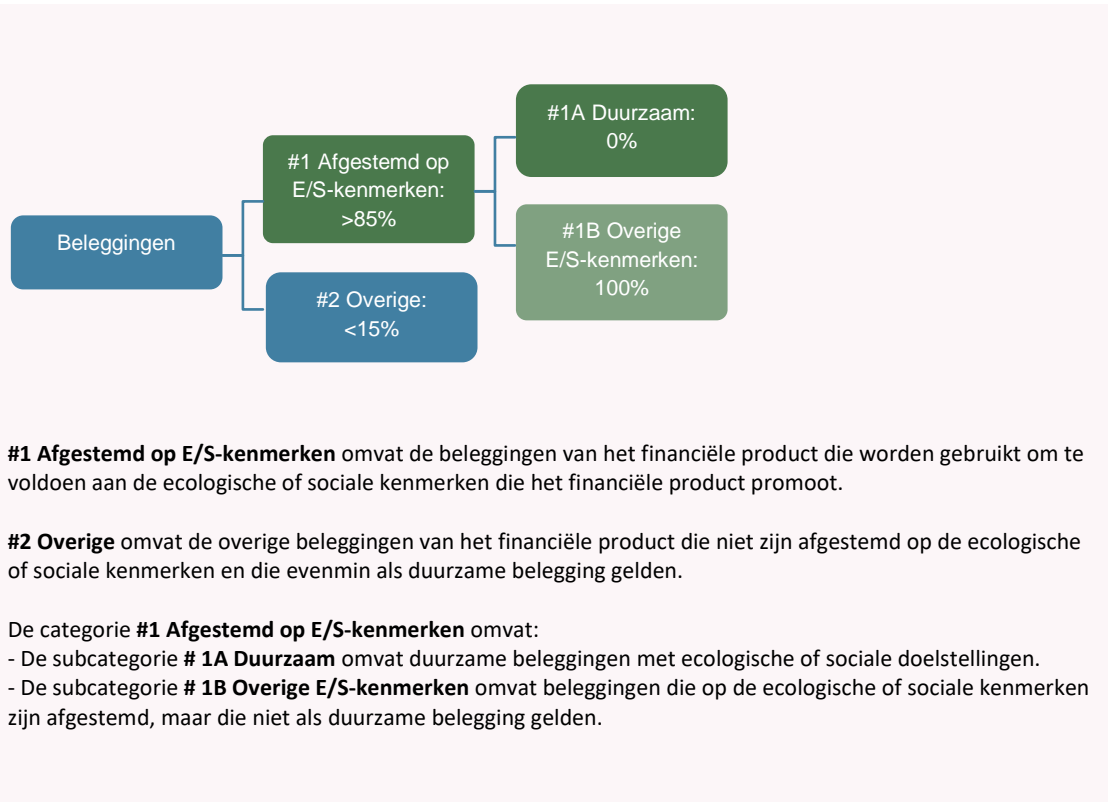 #1A Duurzaam:
0%
#1 Afgestemd op
E/S-kenmerken:
>85%
Beleggingen
#1B Overige
E/S-kenmerken:
100%
#2 Overige:
<15%
#1 Afgestemd op E/S-kenmerken omvat de beleggingen van het financiële product die worden gebruikt om te
voldoen aan de ecologische of sociale kenmerken die het financiële product promoot.
#2 Overige omvat de overige beleggingen van het financiële product die niet zijn afgestemd op de ecologische
of sociale kenmerken en die evenmin als duurzame belegging gelden.
De categorie #1 Afgestemd op E/S-kenmerken omvat:
- De subcategorie # 1A Duurzaam omvat duurzame beleggingen met ecologische of sociale doelstellingen.
- De subcategorie # 1B Overige E/S-kenmerken omvat beleggingen die op de ecologische of sociale kenmerken
zijn afgestemd, maar die niet als duurzame belegging gelden.